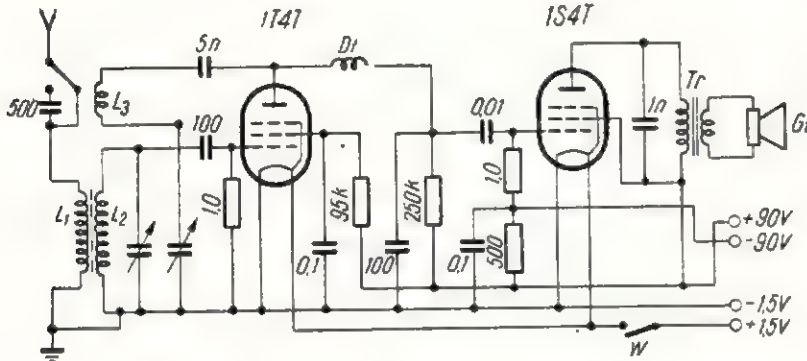 1T4T
1S4T
5n
Dł
Tr
500
L3
100
0,01
1n
Gł
L1
L2
1,0
95k
250k
1,0
+90V
-90V
0,1
100
0,1
500
-1,5V
+1,5V
W